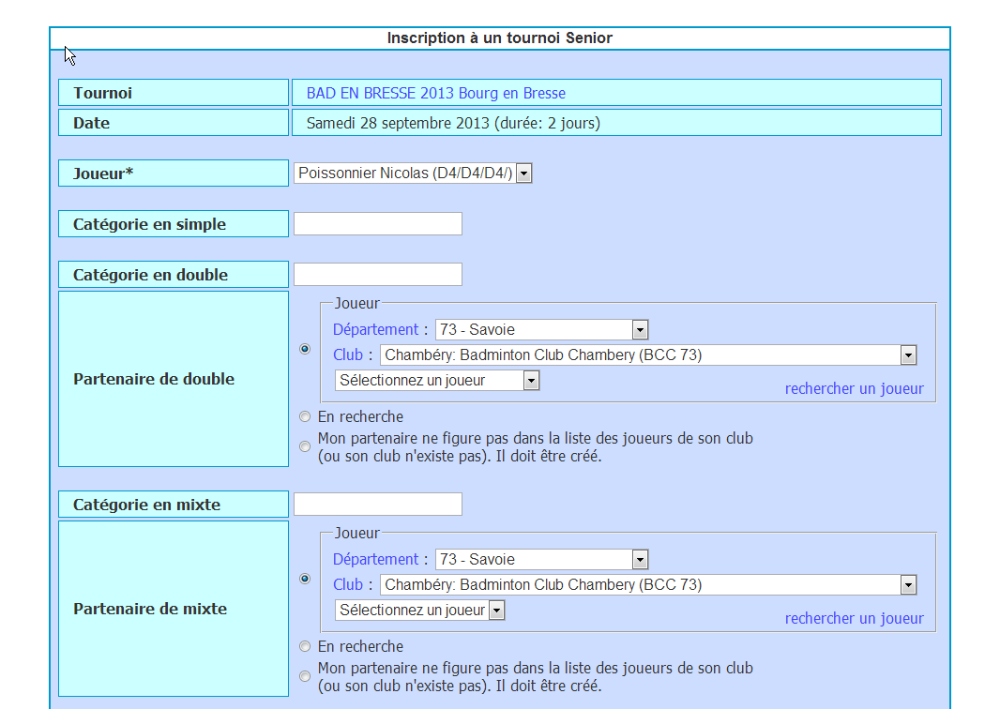 Inscription à un tournoi Senior
Tournoi BAD EN BRESSE 2013 Bourg en Bresse
Date Samedi 28 septembre 2013 (durée: 2 jours)
Joueur* Poissonnier Nicolas (D4/D4/D4/)
Catégorie en simple
Catégorie en double
Joueur
Département : 73 - Savoie
Club : Chambéry: Badminton Club Chambery (BCC 73)
Sélectionnez un joueur
rechercher un joueur
Partenaire de double
En recherche
Mon partenaire ne figure pas dans la liste des joueurs de son club
(ou son club n'existe pas). Il doit être créé.
Catégorie en mixte
Joueur
Département : 73 - Savoie
Club : Chambéry: Badminton Club Chambery (BCC 73)
Sélectionnez un joueur
rechercher un joueur
Partenaire de mixte
En recherche
Mon partenaire ne figure pas dans la liste des joueurs de son club
(ou son club n'existe pas). Il doit être créé.